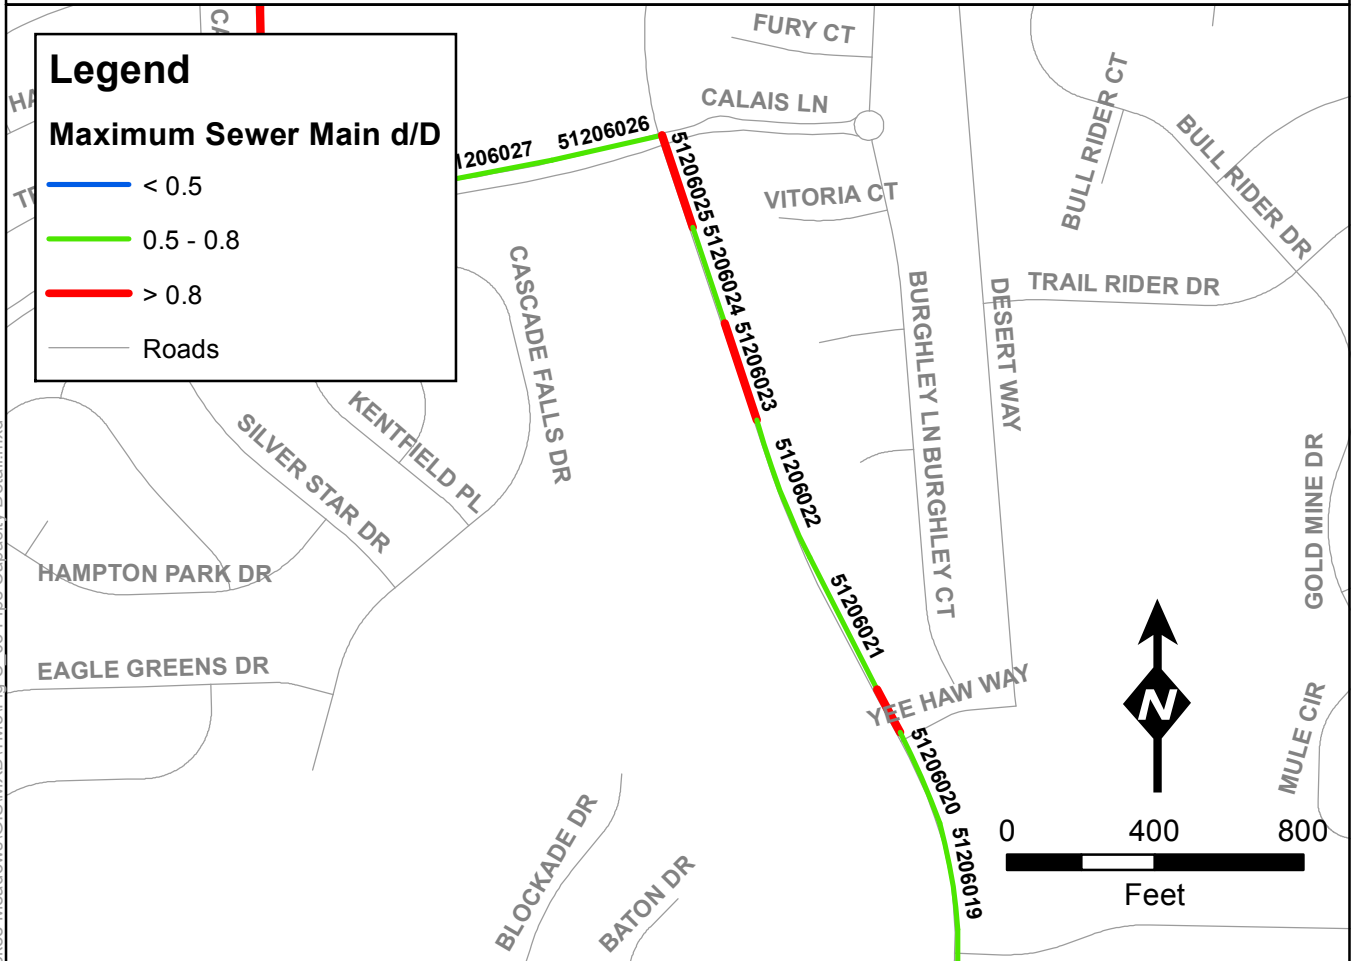 Legend
Maximum Sewer Main d/D
< 0.5
0.5 - 0.8
> 0.8
Roads
FURY CT
CALAIS LN
VITORIA CT
BULL RIDER CT
BULL RIDER DR
TRAIL RIDER DR
DESERT WAY
BURGHLEY LN
BURGHLEY CT
CASCADE FALLS DR
KENTFIELD PL
SILVER STAR DR
HAMPTON PARK DR
EAGLE GREENS DR
BLOCKADE DR
BATON DR
YEE HAW WAY
GOLD MINE DR
MULE CIR
1206027
51206026
51206025
51206024
51206023
51206022
51206021
51206020
51206019
N
0 400 800
Feet